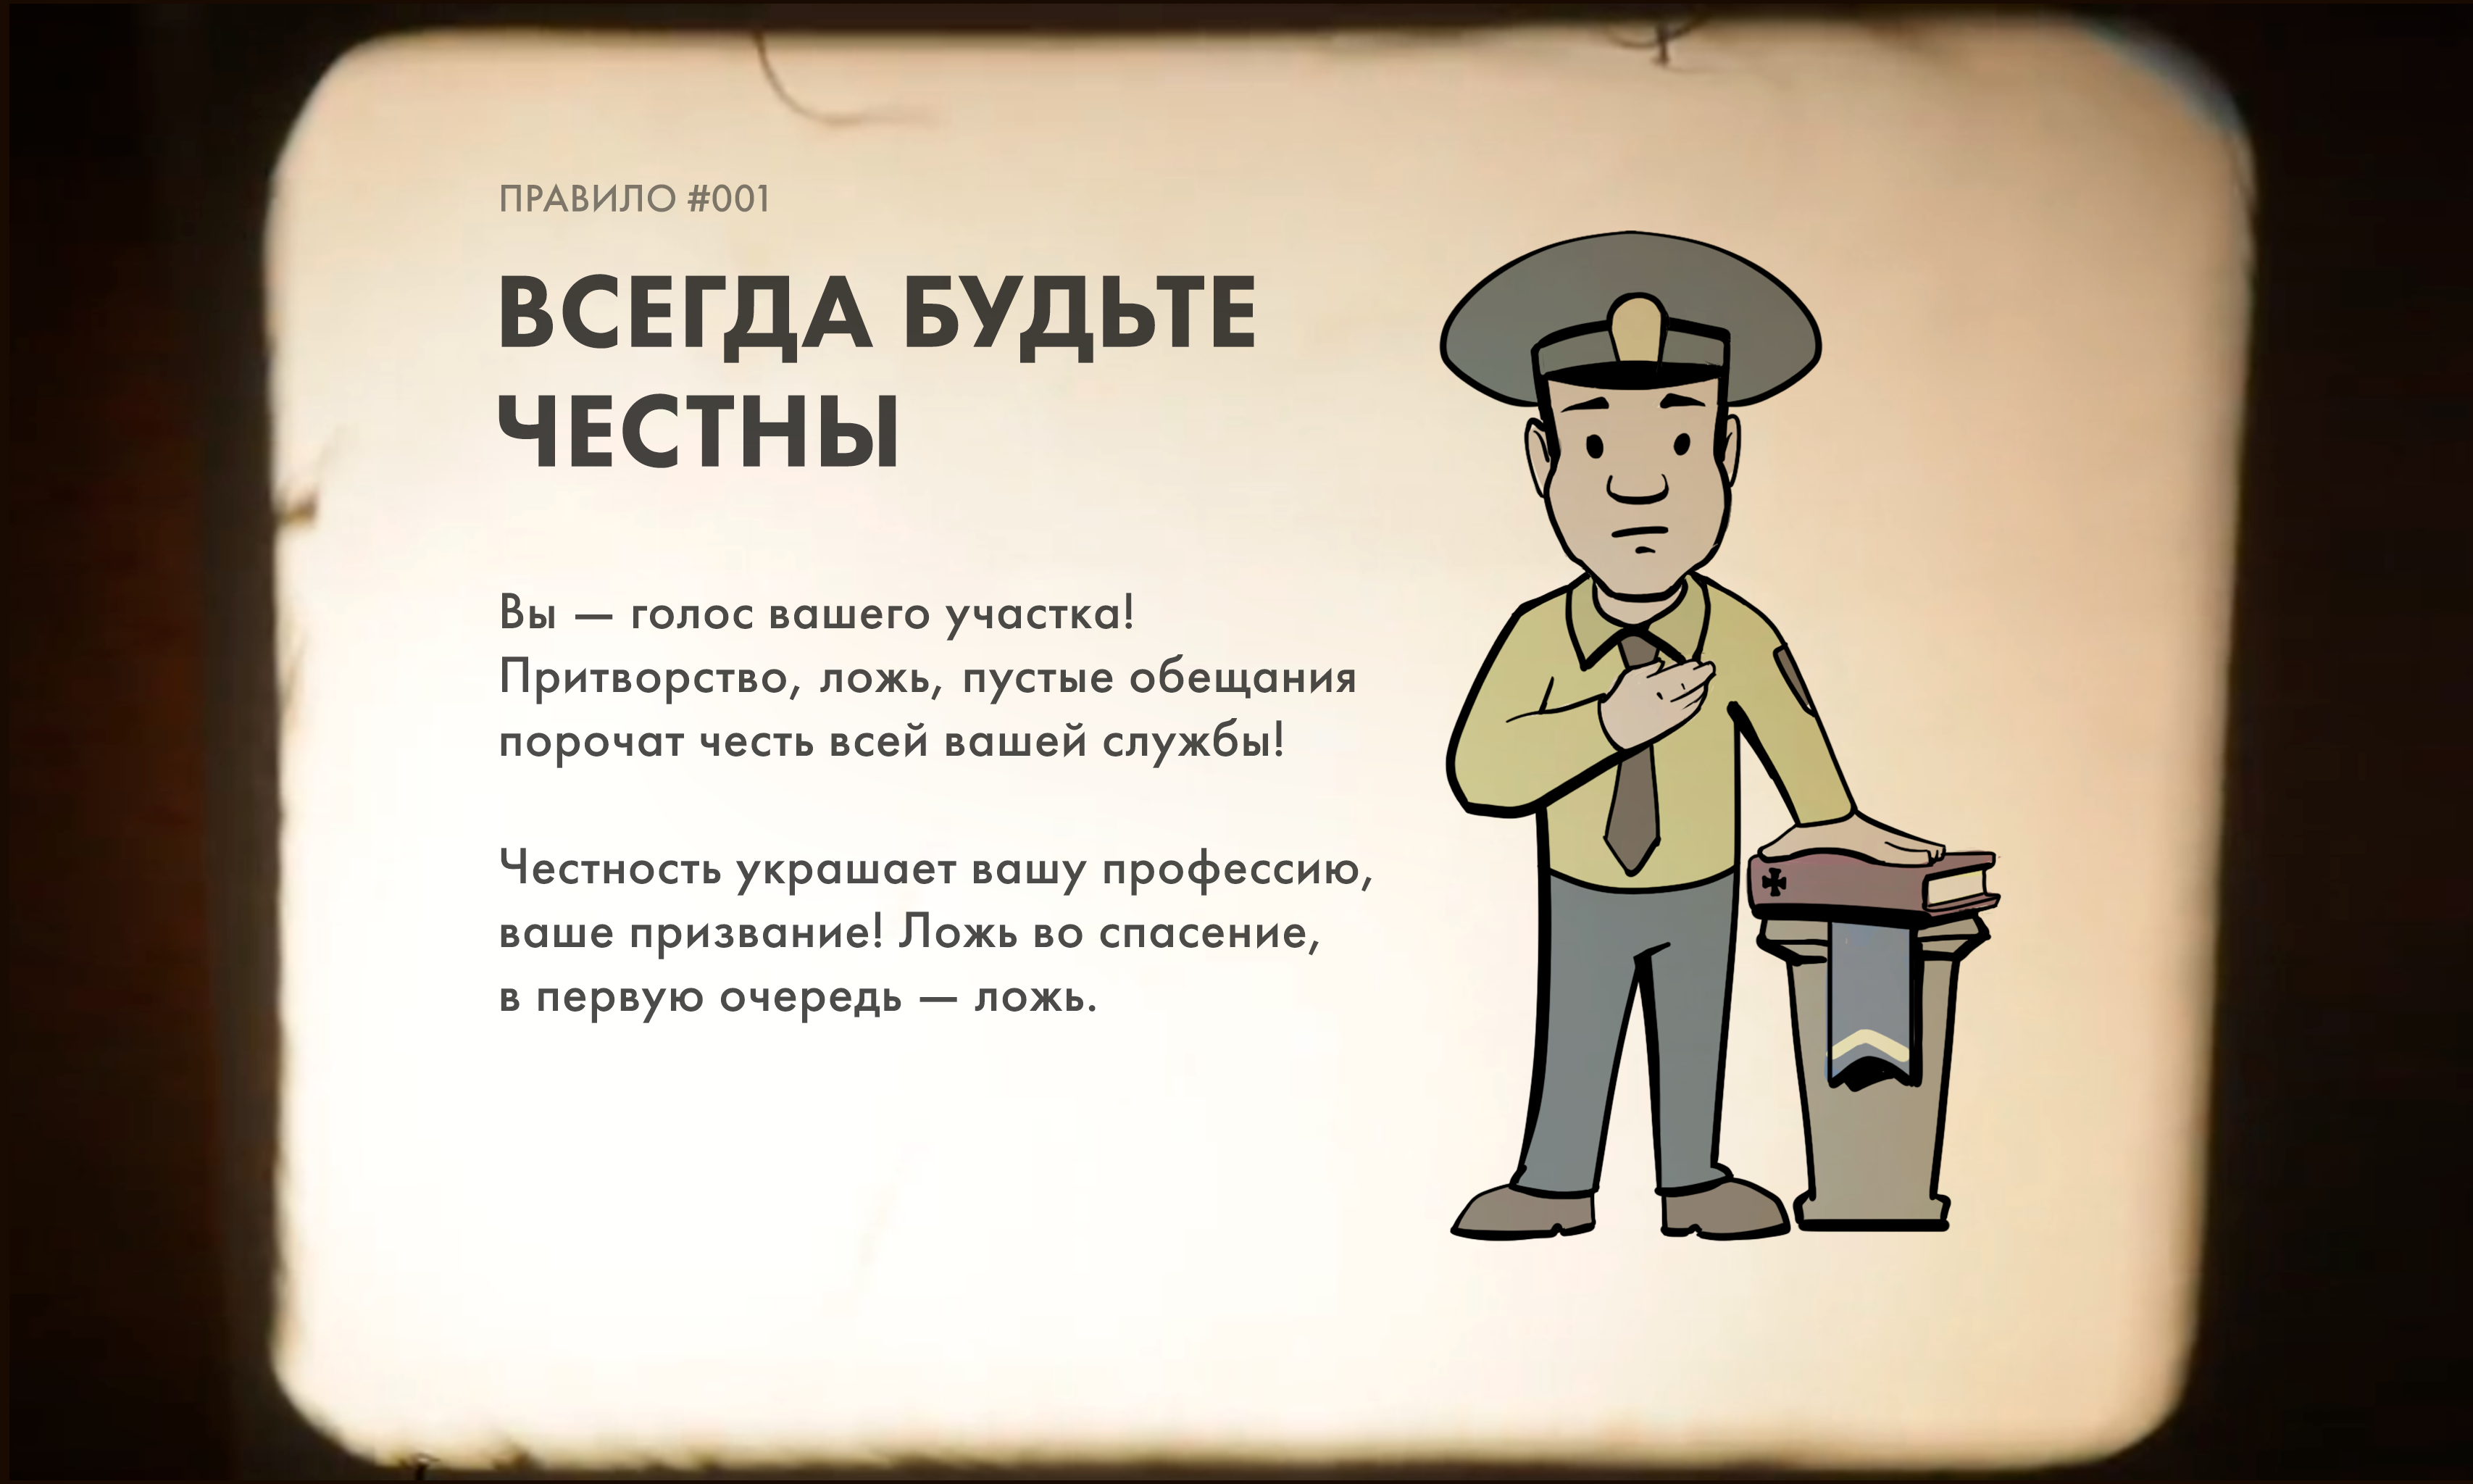 ПРАВИЛО #001
ВСЕГДА БУДЬТЕ
ЧЕСТНЫ
Вы — голос вашего участка!
Притворство, ложь, пустые обещания
порочат честь всей вашей службы!
Честность украшает вашу профессию,
ваше призвание! Ложь во спасение,
в первую очередь — ложь.